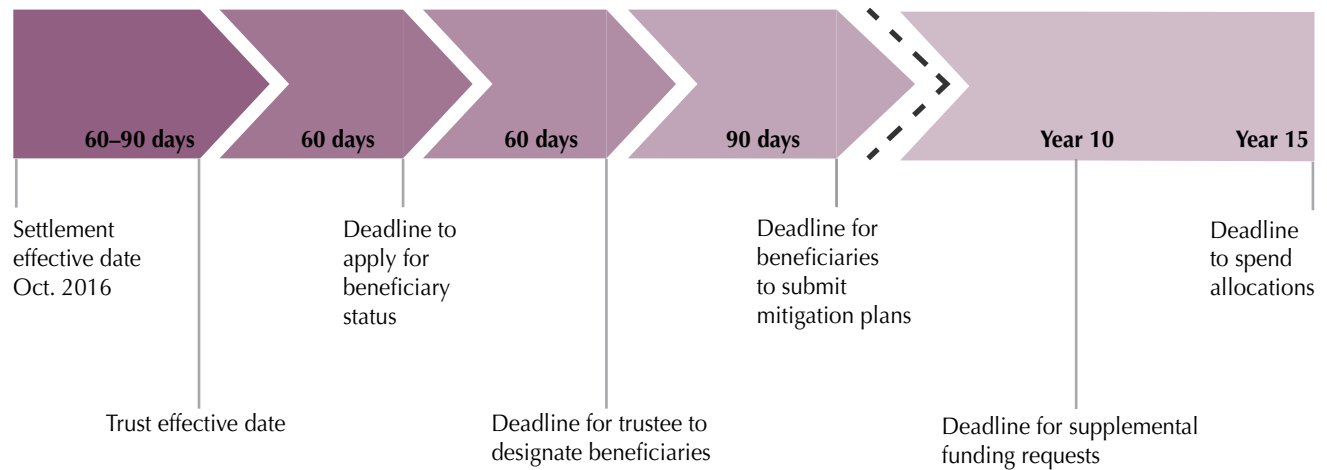 60–90 days
60 days
60 days
90 days
Year 10
Year 15
Settlement
effective date
Oct. 2016
Deadline to
apply for
beneficiary
status
Deadline for
beneficiaries
to submit
mitigation plans
Deadline
to spend
allocations
Trust effective date
Deadline for trustee to
designate beneficiaries
Deadline for supplemental
funding requests